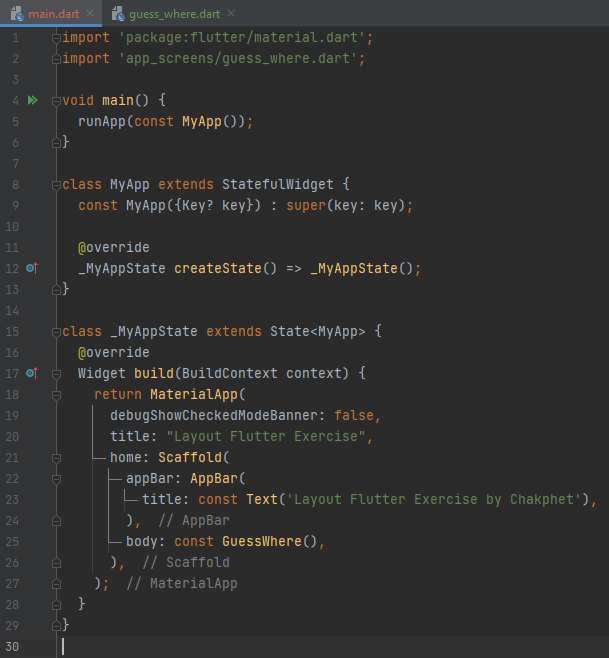 main.dart guess_where.dart
1 import 'package:flutter/material.dart';
2 import 'app_screens/guess_where.dart';
3
4 void main() {
5 runApp(const MyApp());
6 }
7
8 class MyApp extends StatefulWidget {
9 const MyApp({Key? key}) : super(key: key);
10
11 @override
12 _MyAppState createState() => _MyAppState();
13 }
14
15 class _MyAppState extends State<MyApp> {
16 @override
17 Widget build(BuildContext context) {
18 return MaterialApp(
19 debugShowCheckedModeBanner: false,
20 title: "Layout Flutter Exercise",
21 home: Scaffold(
22 appBar: AppBar(
23 title: const Text('Layout Flutter Exercise by Chakphet'),
24 ), // AppBar
25 body: const GuessWhere(),
26 ), // Scaffold
27 ); // MaterialApp
28 }
29 }
30